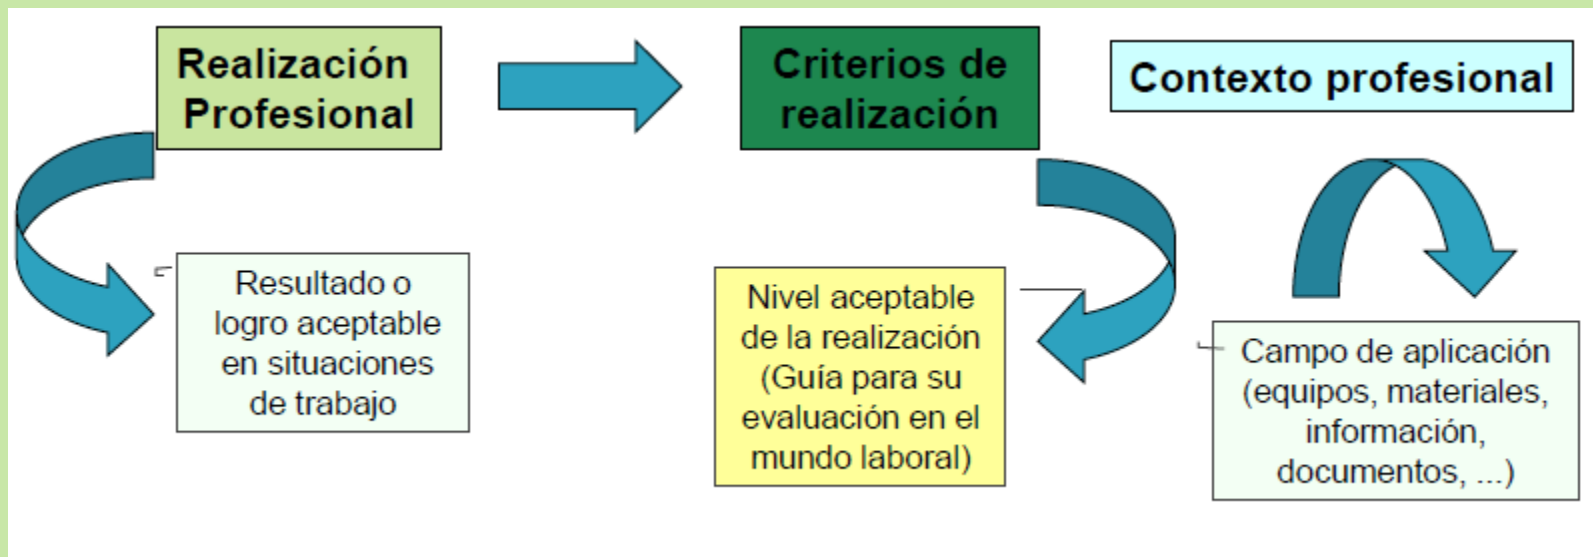 Realización
Profesional
Criterios de
realización
Contexto profesional
Resultado o
logro aceptable
en situaciones
de trabajo
Nivel aceptable
de la realización
(Guía para su
evaluación en el
mundo laboral)
Campo de aplicación
(equipos, materiales,
información,
documentos, ...)